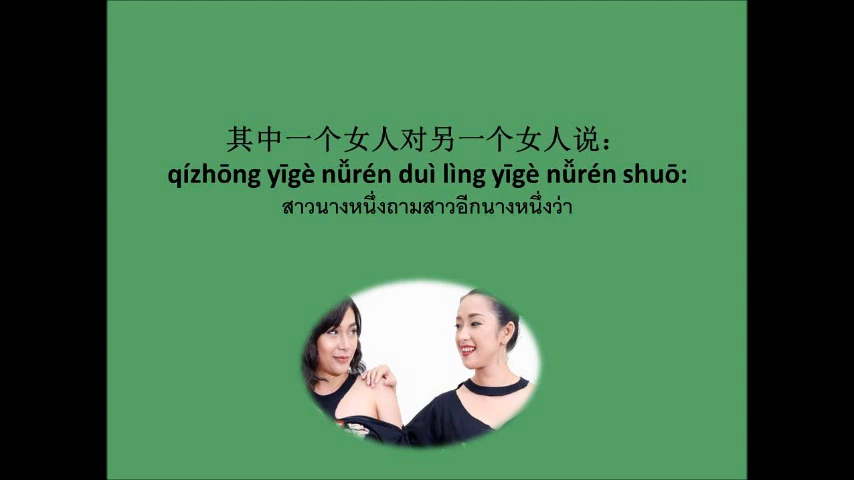 其中一个女人对另一个女人说：
qízhōng yīgè nǚrén duì lìng yīgè nǚrén shuō:
สาวนางหนึ่งถามสาวอีกนางหนึ่งว่า